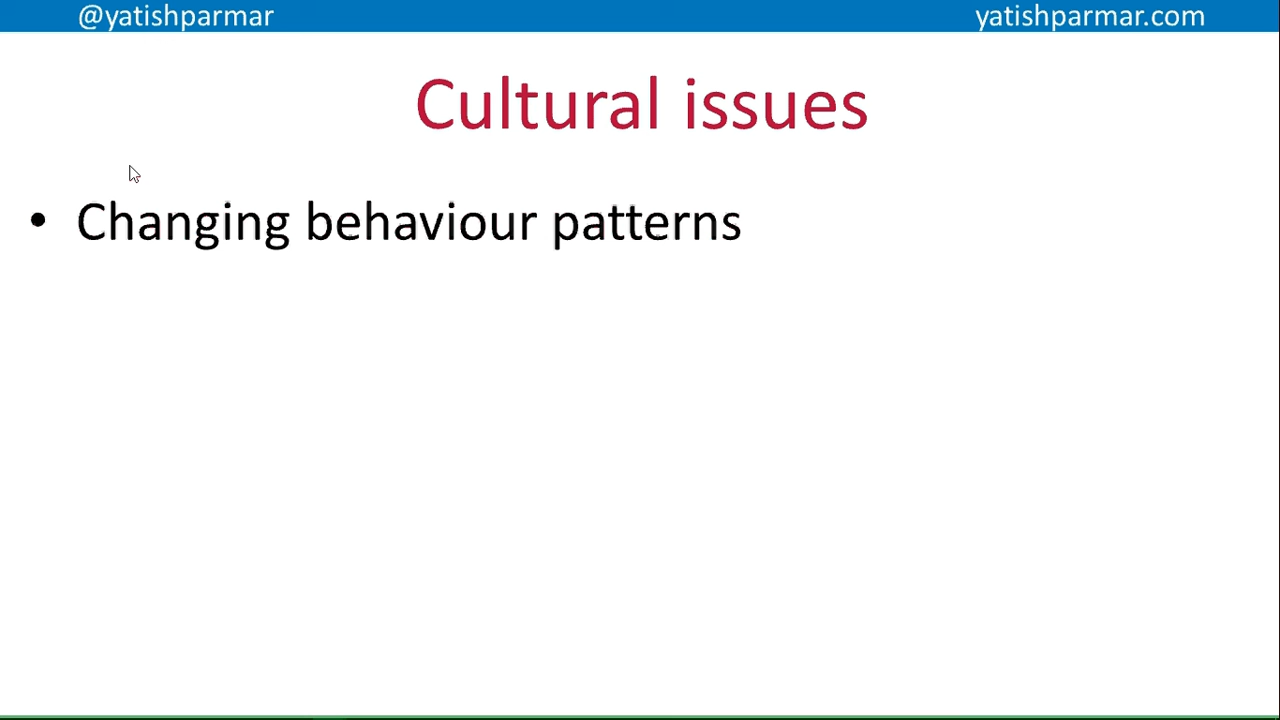 @yatishparmar
yatishparmar.com
Cultural issues
• Changing behaviour patterns